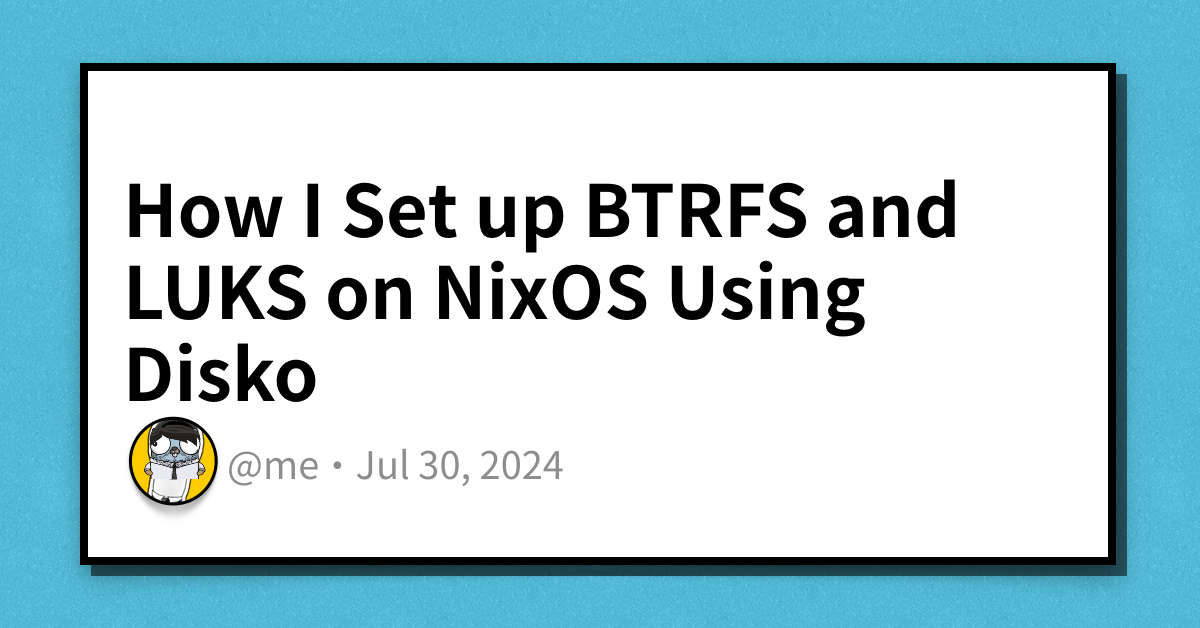 How I Set up BTRFS and
LUKS on NixOS Using
Disko
@me • Jul 30, 2024